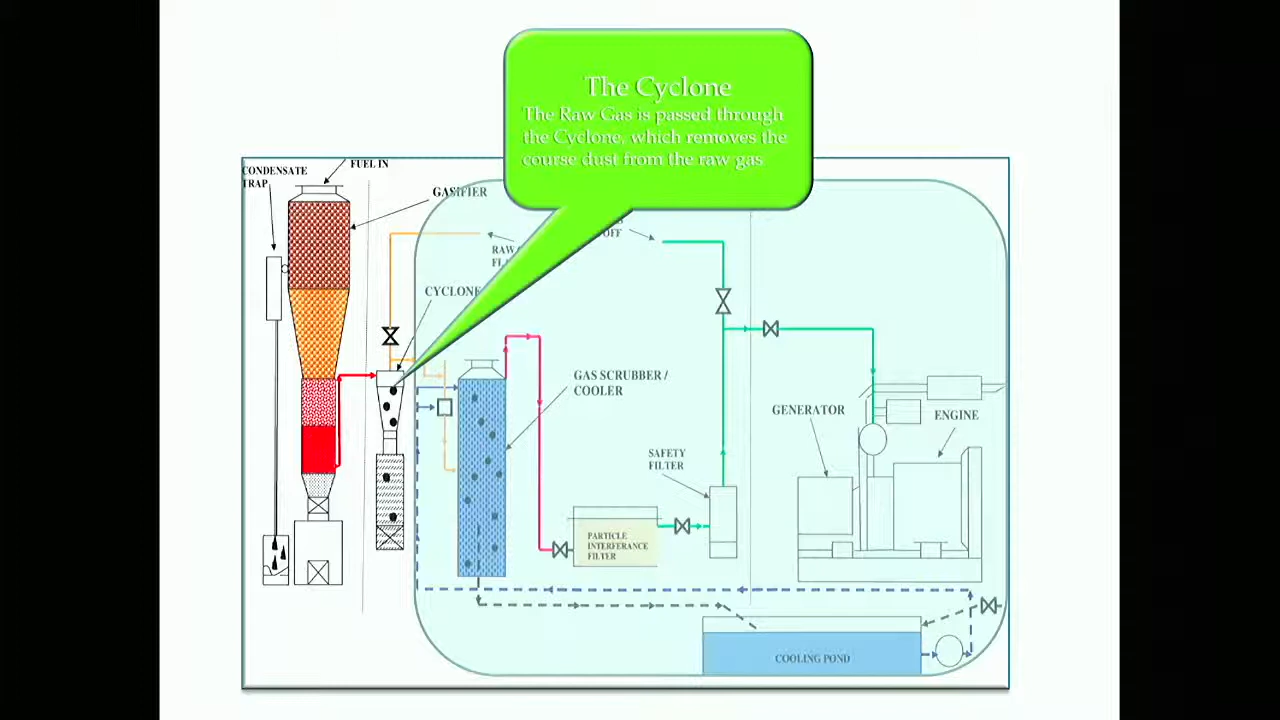 The Cyclone
The Raw Gas is passed through
the Cyclone, which removes the
course dust from the raw gas
FUEL IN
CONDENSATE
TRAP
GASIFIER
OFF
RAW
CYCLONE
GAS SCRUBBER /
COOLER
GENERATOR
ENGINE
SAFETY
FILTER
PARTICLE
INTERFERANCE
FILTER
COOLING POND